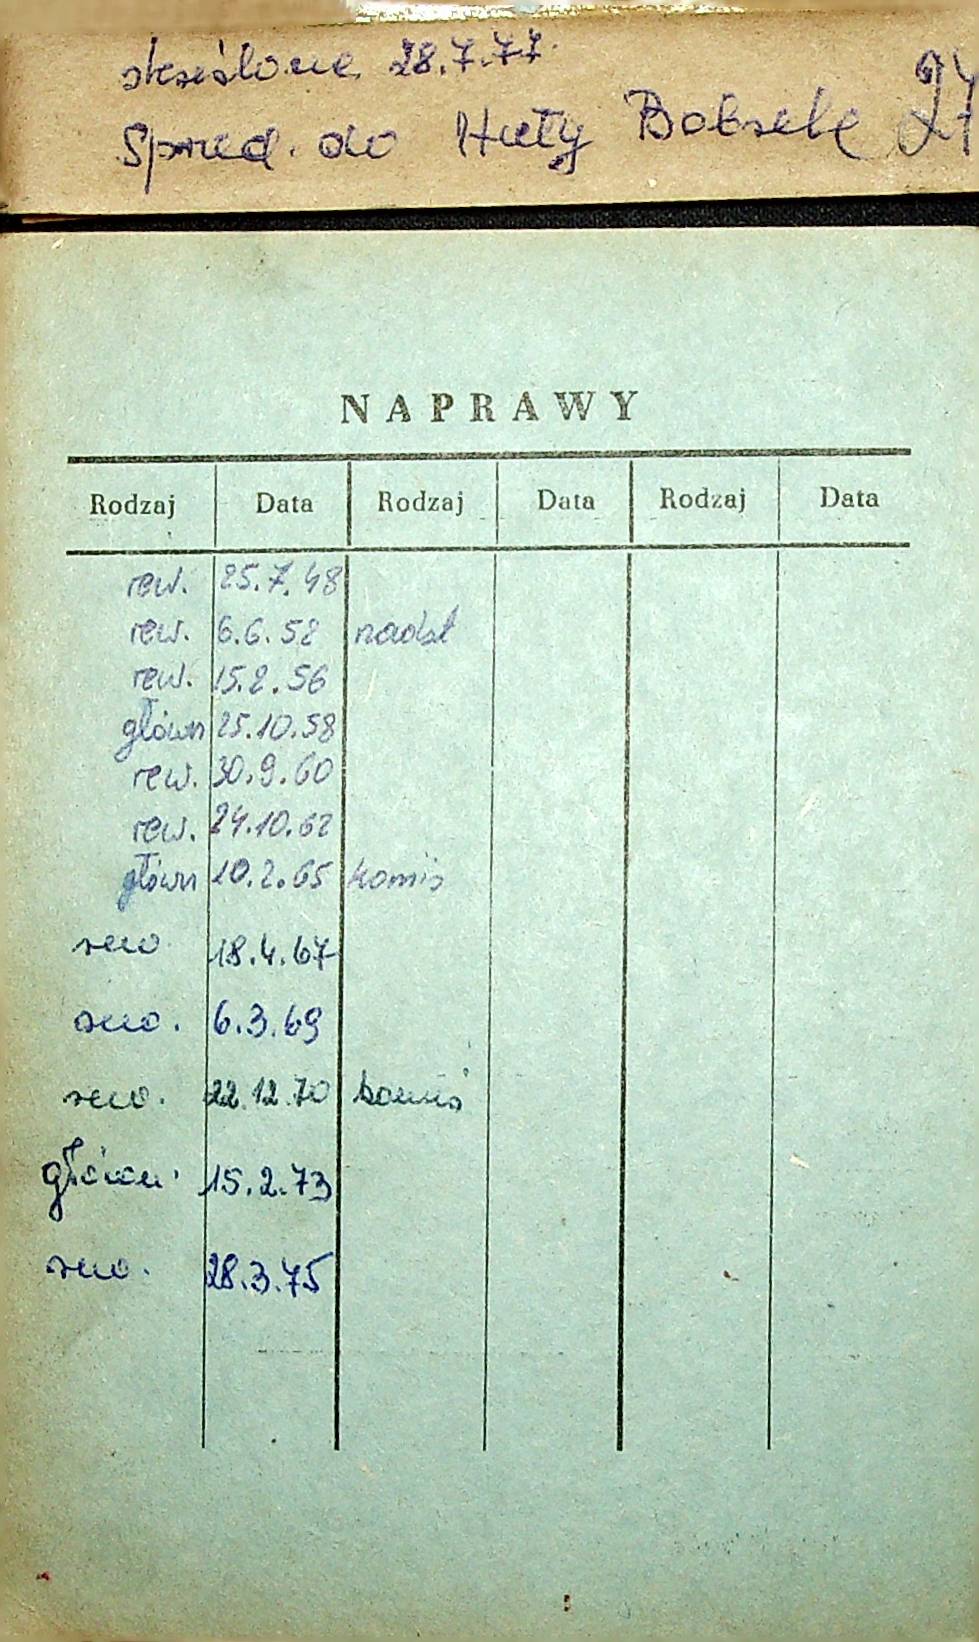 skreślone 28.7.77.
Sprzed. do Huty Bobrek 24
NAPRAWY
Rodzaj Data Rodzaj Data Rodzaj Data
rew. 25.7.48
rew. 6.6.52 nadzt
rew. 15.2.56
główn 25.10.58
rew. 30.9.60
rew. 24.10.62
główn 10.2.65 komis
rew 18.4.67
rew. 6.3.69
rew. 22.12.70 komis
główn. 15.2.73
rew. 28.3.75